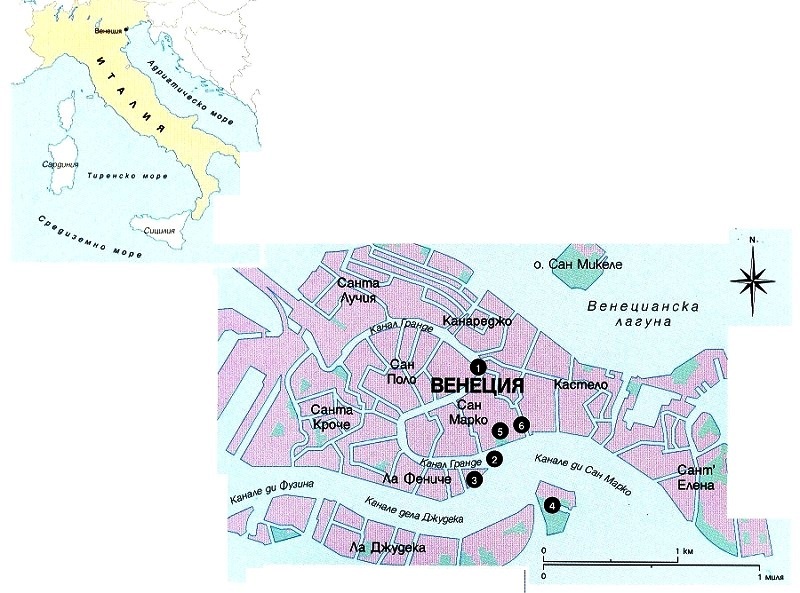 Венеция
ИТАЛИЯ
Адриатическо море
Сардиния
Тиренско море
Сицилия
Средиземно море
N.
о. Сан Микеле
Венецианска
лагуна
Санта
Лучия
Канал Гранде
Канареджо
Сан
Поло
1
ВЕНЕЦИЯ
Кастело
Санта
Кроче
Сан
Марко
5
6
Канал Гранде
2
Ла Фениче
3
Канале ди Сан Марко
Сант'
Елена
Канале ди Фузина
Канале дела Джудека
4
Ла Джудека
0
1 км
0
1 миля